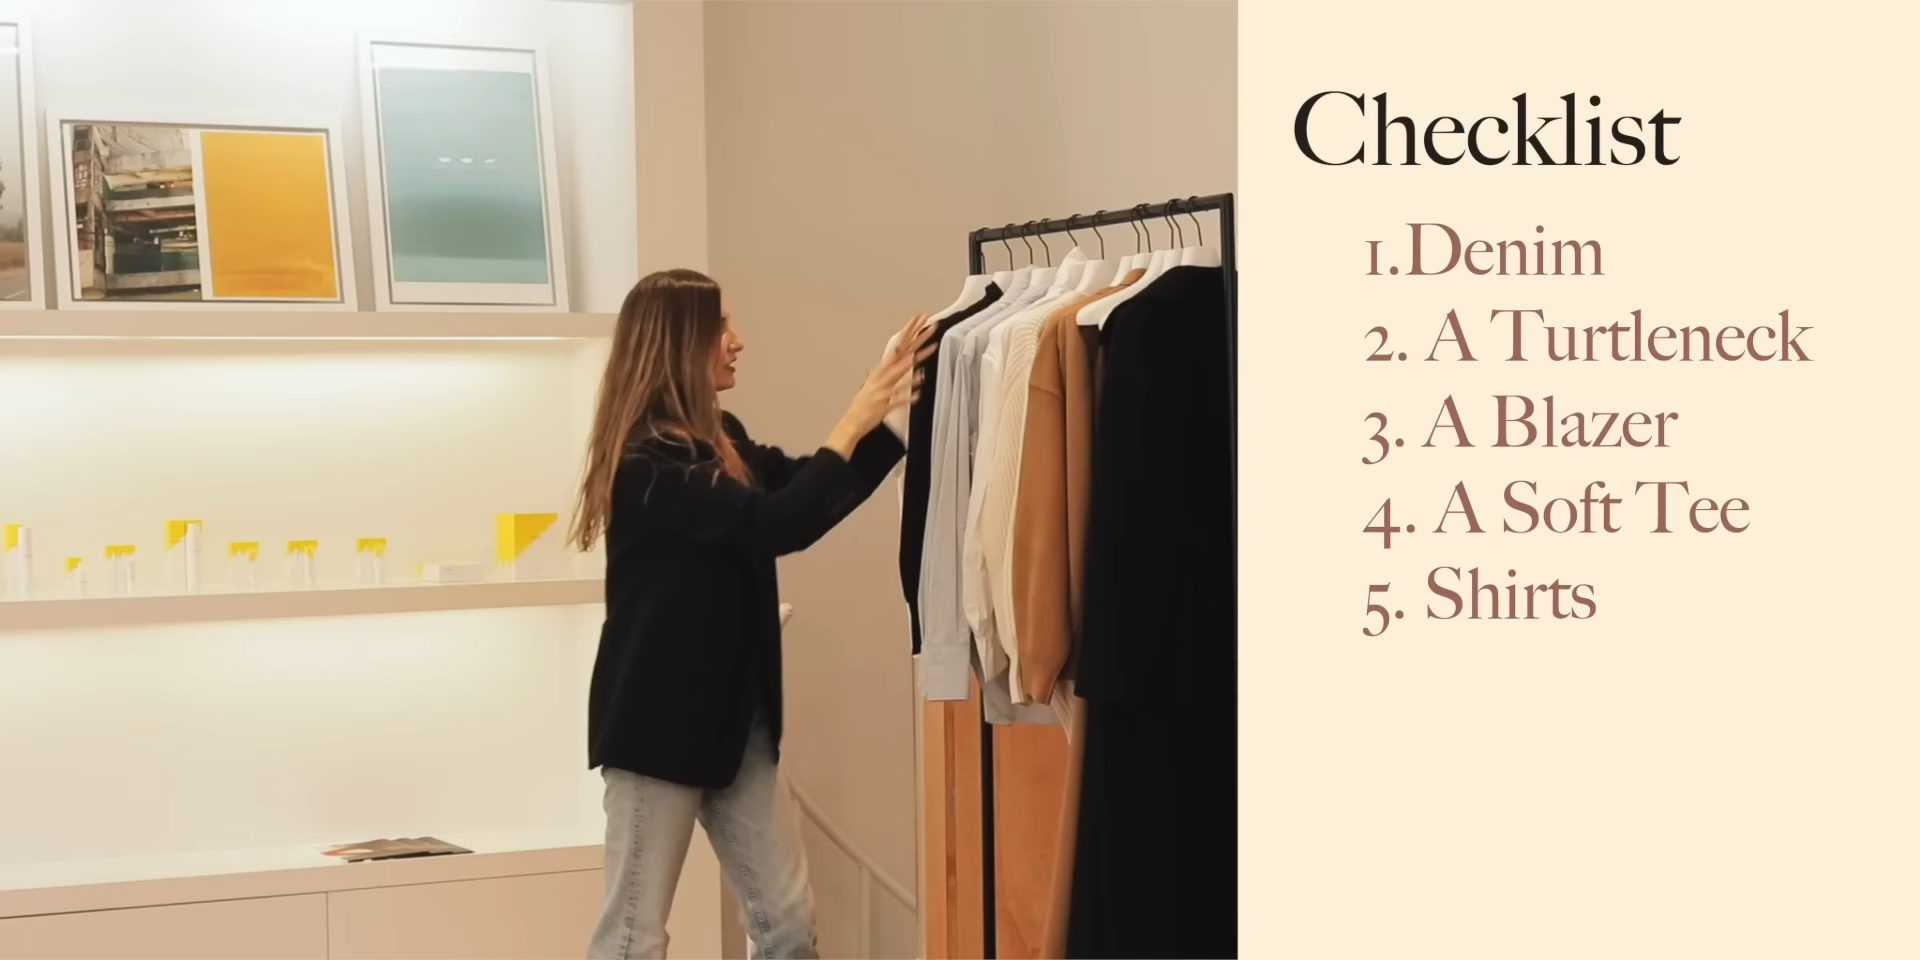 Checklist
1.Denim
2. A Turtleneck
3. A Blazer
4. A Soft Tee
5. Shirts